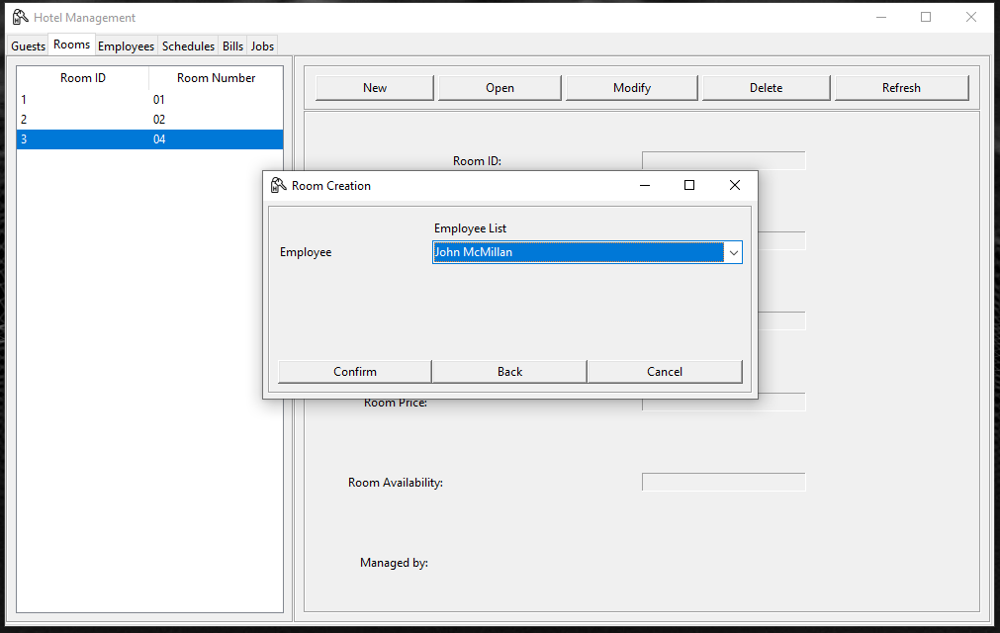 Hotel Management
Guests Rooms Employees Schedules Bills Jobs
Room ID Room Number
1 01
2 02
3 04
New Open Modify Delete Refresh
Room ID:
Room Creation
Employee List
Employee John McMillan
Confirm Back Cancel
Room Price:
Room Availability:
Managed by: